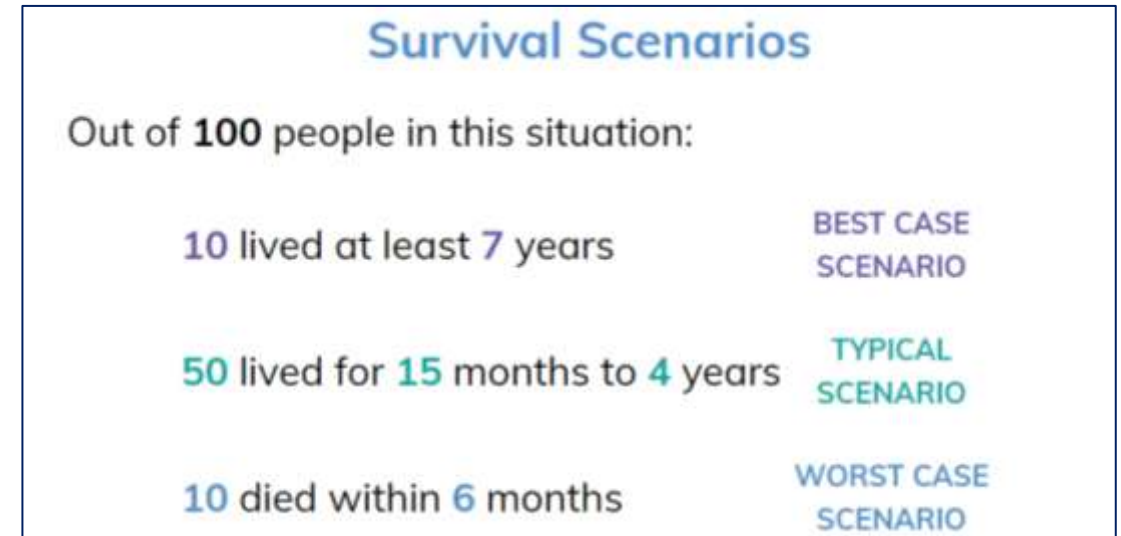 Survival Scenarios
Out of 100 people in this situation:
10 lived at least 7 years
BEST CASE
SCENARIO
50 lived for 15 months to 4 years
TYPICAL
SCENARIO
10 died within 6 months
WORST CASE
SCENARIO